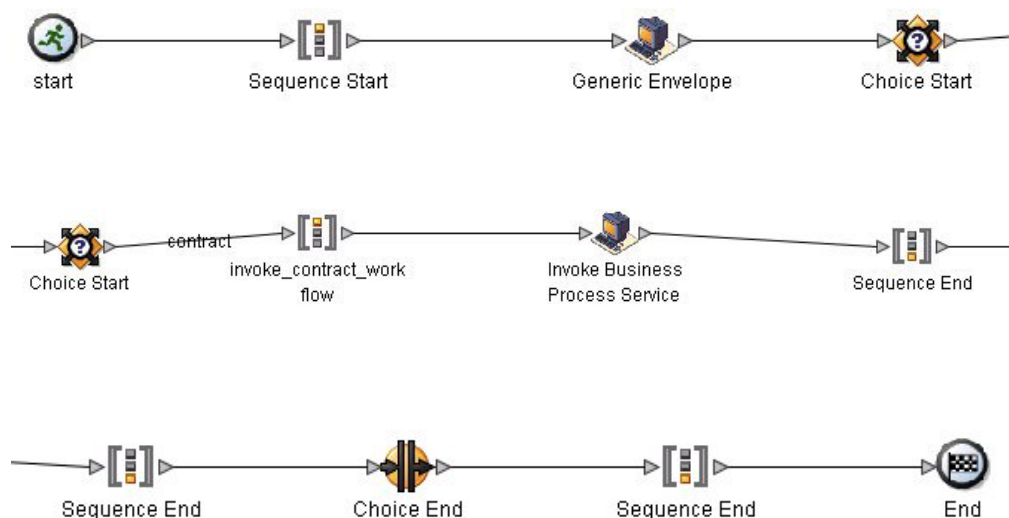 start
Sequence Start
Generic Envelope
Choice Start
Choice Start
contract
invoke_contract_work
flow
Invoke Business
Process Service
Sequence End
Sequence End
Choice End
Sequence End
End